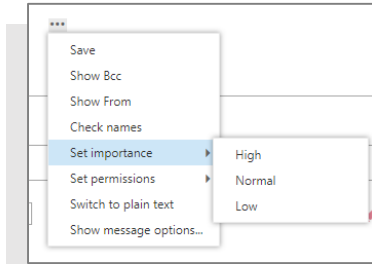 ...
Save
Show Bcc
Show From
Check names
Set importance
Set permissions
Switch to plain text
Show message options...
High
Normal
Low